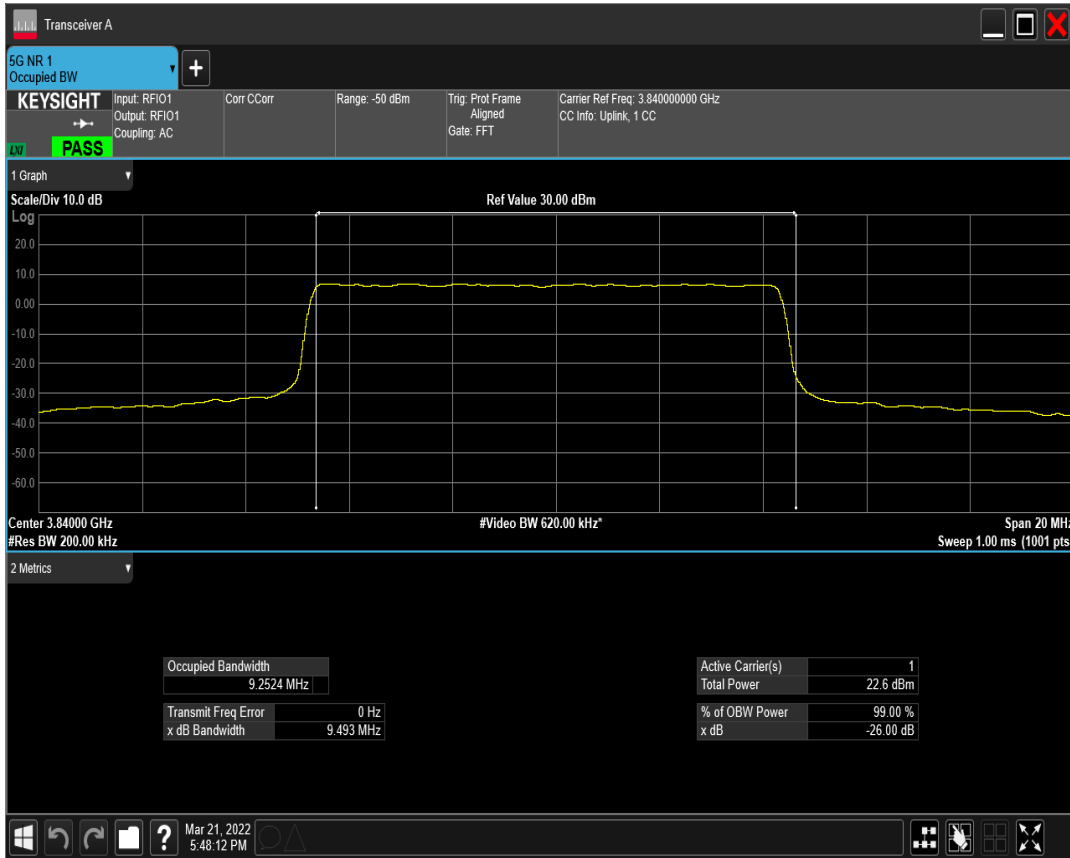 Transceiver A
5G NR 1
Occupied BW
KEYSIGHT
LXI
PASS
Input: RFIO1
Output: RFIO1
Coupling: AC
Corr CCorr
Range: -50 dBm
Trig: Prot Frame
Aligned
Gate: FFT
Carrier Ref Freq: 3.840000000 GHz
CC Info: Uplink, 1 CC
1 Graph
Scale/Div 10.0 dB
Ref Value 30.00 dBm
Log
20.0
10.0
0.00
-10.0
-20.0
-30.0
-40.0
-50.0
-60.0
Center 3.84000 GHz
#Video BW 620.00 kHz*
Span 20 MHz
#Res BW 200.00 kHz
Sweep 1.00 ms (1001 pts
2 Metrics
Occupied Bandwidth
9.2524 MHz
Transmit Freq Error 0 Hz
x dB Bandwidth 9.493 MHz
Active Carrier(s) 1
Total Power 22.6 dBm
% of OBW Power 99.00 %
x dB -26.00 dB
?
Mar 21, 2022
5:48:12 PM